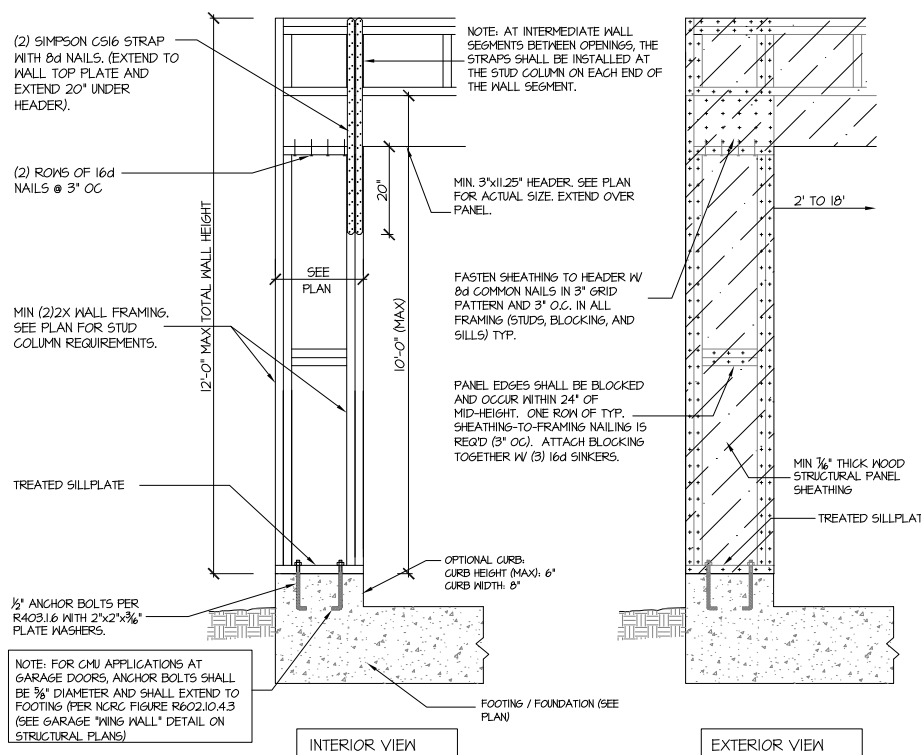 (2) SIMPSON CS16 STRAP
WITH 8d NAILS. (EXTEND TO
WALL TOP PLATE AND
EXTEND 20" UNDER
HEADER).
(2) ROWS OF 16d
NAILS @ 3" OC
12'-0" MAX TOTAL WALL HEIGHT
MIN (2)2X WALL FRAMING.
SEE PLAN FOR STUD
COLUMN REQUIREMENTS.
TREATED SILLPLATE
1/2" ANCHOR BOLTS PER
R403.1.6 WITH 2"x2"x3/16"
PLATE WASHERS.
NOTE: FOR CMU APPLICATIONS AT
GARAGE DOORS, ANCHOR BOLTS SHALL
BE 5/8" DIAMETER AND SHALL EXTEND TO
FOOTING (PER NCRC FIGURE R602.10.4.3
(SEE GARAGE "WING WALL" DETAIL ON
STRUCTURAL PLANS)
SEE
PLAN
20"
10'-0" (MAX)
NOTE: AT INTERMEDIATE WALL
SEGMENTS BETWEEN OPENINGS, THE
STRAPS SHALL BE INSTALLED AT
THE STUD COLUMN ON EACH END OF
THE WALL SEGMENT.
MIN. 3"x11.25" HEADER. SEE PLAN
FOR ACTUAL SIZE. EXTEND OVER
PANEL.
FASTEN SHEATHING TO HEADER W/
8d COMMON NAILS IN 3" GRID
PATTERN AND 3" O.C. IN ALL
FRAMING (STUDS, BLOCKING, AND
SILLS) TYP.
PANEL EDGES SHALL BE BLOCKED
AND OCCUR WITHIN 24" OF
MID-HEIGHT. ONE ROW OF TYP.
SHEATHING-TO-FRAMING NAILING IS
REQ'D (3" OC). ATTACH BLOCKING
TOGETHER W/ (3) 16d SINKERS.
OPTIONAL CURB:
CURB HEIGHT (MAX): 6"
CURB WIDTH: 8"
FOOTING / FOUNDATION (SEE
PLAN)
INTERIOR VIEW
2' TO 18'
MIN 7/16" THICK WOOD
STRUCTURAL PANEL
SHEATHING
TREATED SILLPLAT
EXTERIOR VIEW